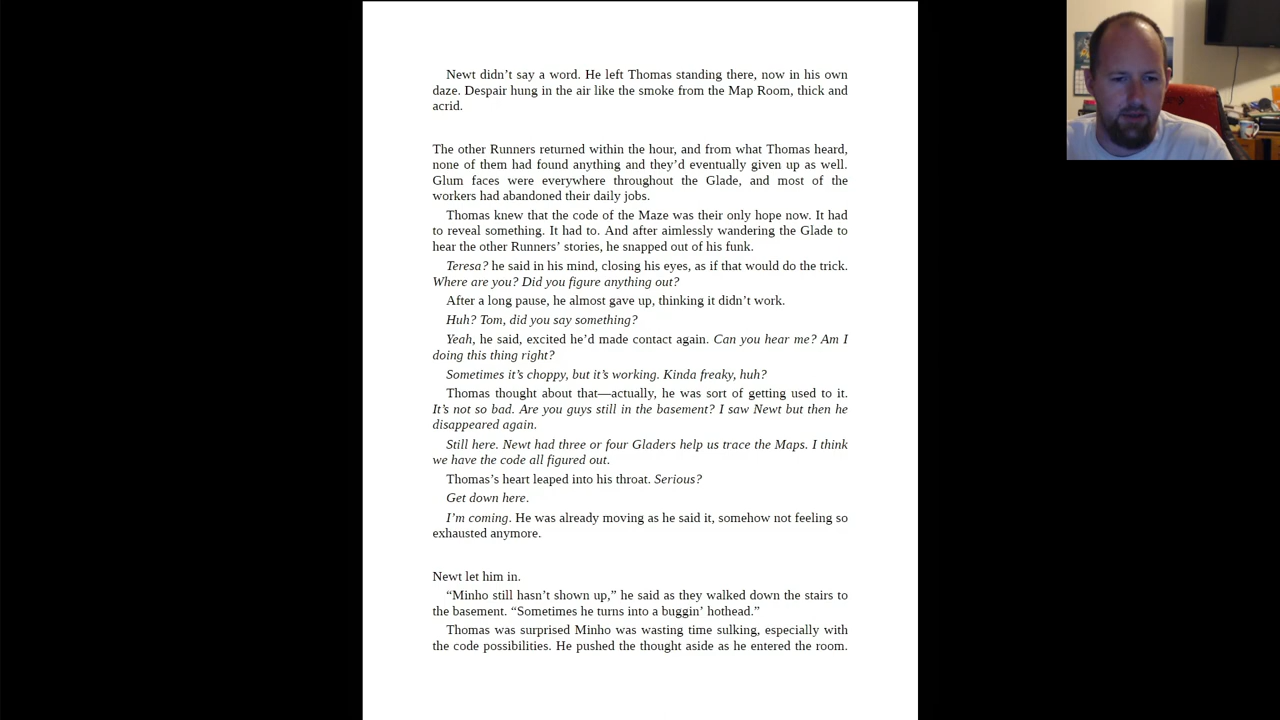 Newt didn’t say a word. He left Thomas standing there, now in his own
daze. Despair hung in the air like the smoke from the Map Room, thick and
acrid.
The other Runners returned within the hour, and from what Thomas heard,
none of them had found anything and they’d eventually given up as well.
Glum faces were everywhere throughout the Glade, and most of the
workers had abandoned their daily jobs.
Thomas knew that the code of the Maze was their only hope now. It had
to reveal something. It had to. And after aimlessly wandering the Glade to
hear the other Runners’ stories, he snapped out of his funk.
Teresa? he said in his mind, closing his eyes, as if that would do the trick.
Where are you? Did you figure anything out?
After a long pause, he almost gave up, thinking it didn’t work.
Huh? Tom, did you say something?
Yeah, he said, excited he’d made contact again. Can you hear me? Am I
doing this thing right?
Sometimes it’s choppy, but it’s working. Kinda freaky, huh?
Thomas thought about that—actually, he was sort of getting used to it.
It’s not so bad. Are you guys still in the basement? I saw Newt but then he
disappeared again.
Still here. Newt had three or four Gladers help us trace the Maps. I think
we have the code all figured out.
Thomas’s heart leaped into his throat. Serious?
Get down here.
I’m coming. He was already moving as he said it, somehow not feeling so
exhausted anymore.
Newt let him in.
“Minho still hasn’t shown up,” he said as they walked down the stairs to
the basement. “Sometimes he turns into a buggin’ hothead.”
Thomas was surprised Minho was wasting time sulking, especially with
the code possibilities. He pushed the thought aside as he entered the room.